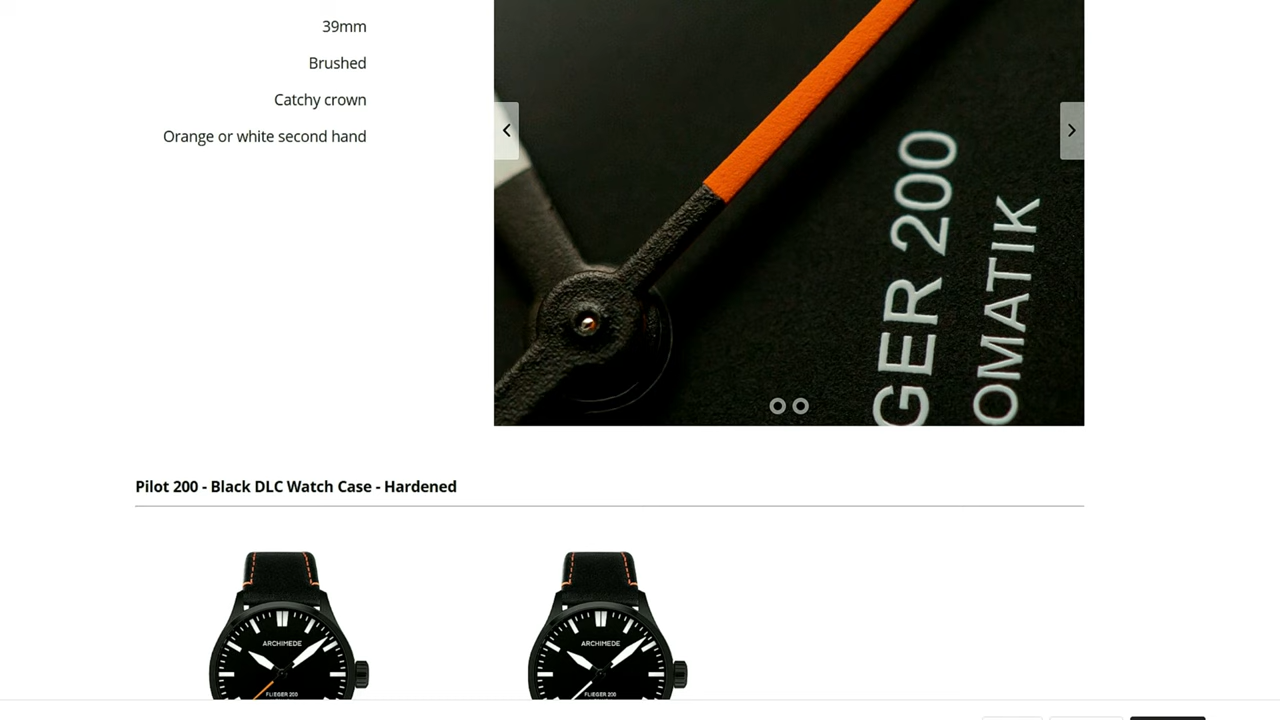 39mm
Brushed
Catchy crown
Orange or white second hand
GER 200
OMATIK
Pilot 200 - Black DLC Watch Case - Hardened
ARCHIMEDE
FLIEGER 200
ARCHIMEDE
FLIEGER 200